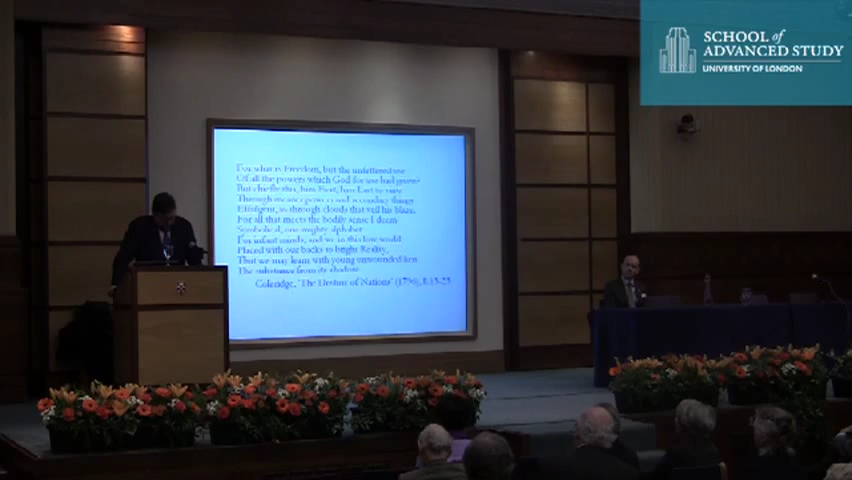 SCHOOL of
ADVANCED STUDY
UNIVERSITY OF LONDON
For what is Freedom, but the unfettered use
Of all the powers which God for use had given?
But chiefly this, him First, him Last to view
Through meaner powers and secondary things
Effulgent, as through clouds that veil his blaze.
For all that meets the bodily sense I deem
Symbolical, one mighty alphabet
For infant minds, and we in this low world
Placed with our backs to bright Reality,
That we may learn with young unwounded ken
The substance from its shadow.
Coleridge, 'The Destiny of Nations' (1796), ll.13-23